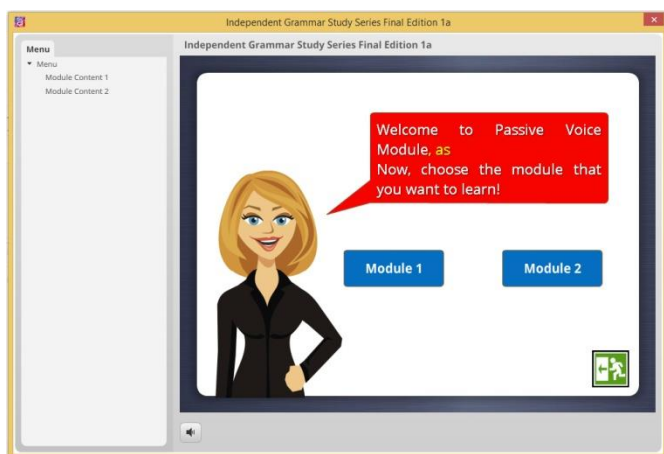 Independent Grammar Study Series Final Edition 1a
Menu
Independent Grammar Study Series Final Edition 1a
Menu
Module Content 1
Module Content 2
Welcome to Passive Voice
Module, as
Now, choose the module that
you want to learn!
Module 1
Module 2